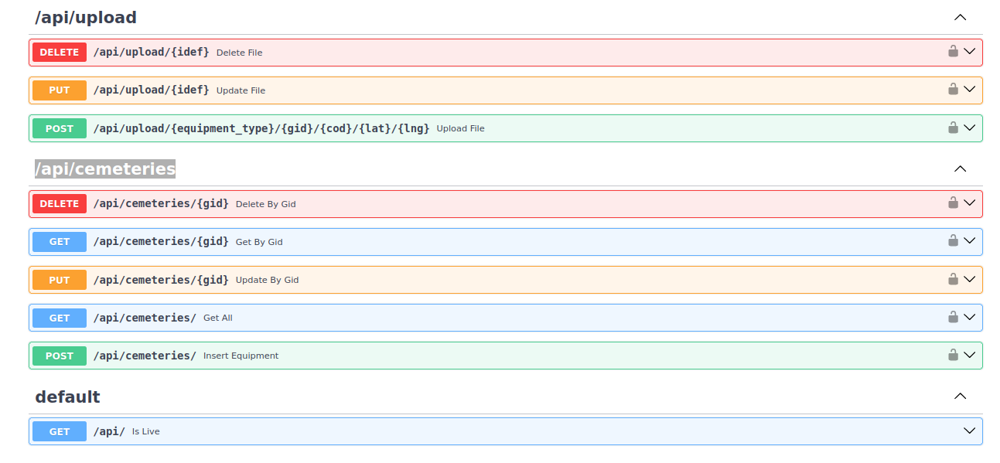 /api/upload
DELETE /api/upload/{idef} Delete File
PUT /api/upload/{idef} Update File
POST /api/upload/{equipment_type}/{gid}/{cod}/{lat}/{lng} Upload File
/api/cemeteries
DELETE /api/cemeteries/{gid} Delete By Gid
GET /api/cemeteries/{gid} Get By Gid
PUT /api/cemeteries/{gid} Update By Gid
GET /api/cemeteries/ Get All
POST /api/cemeteries/ Insert Equipment
default
GET /api/ Is Live